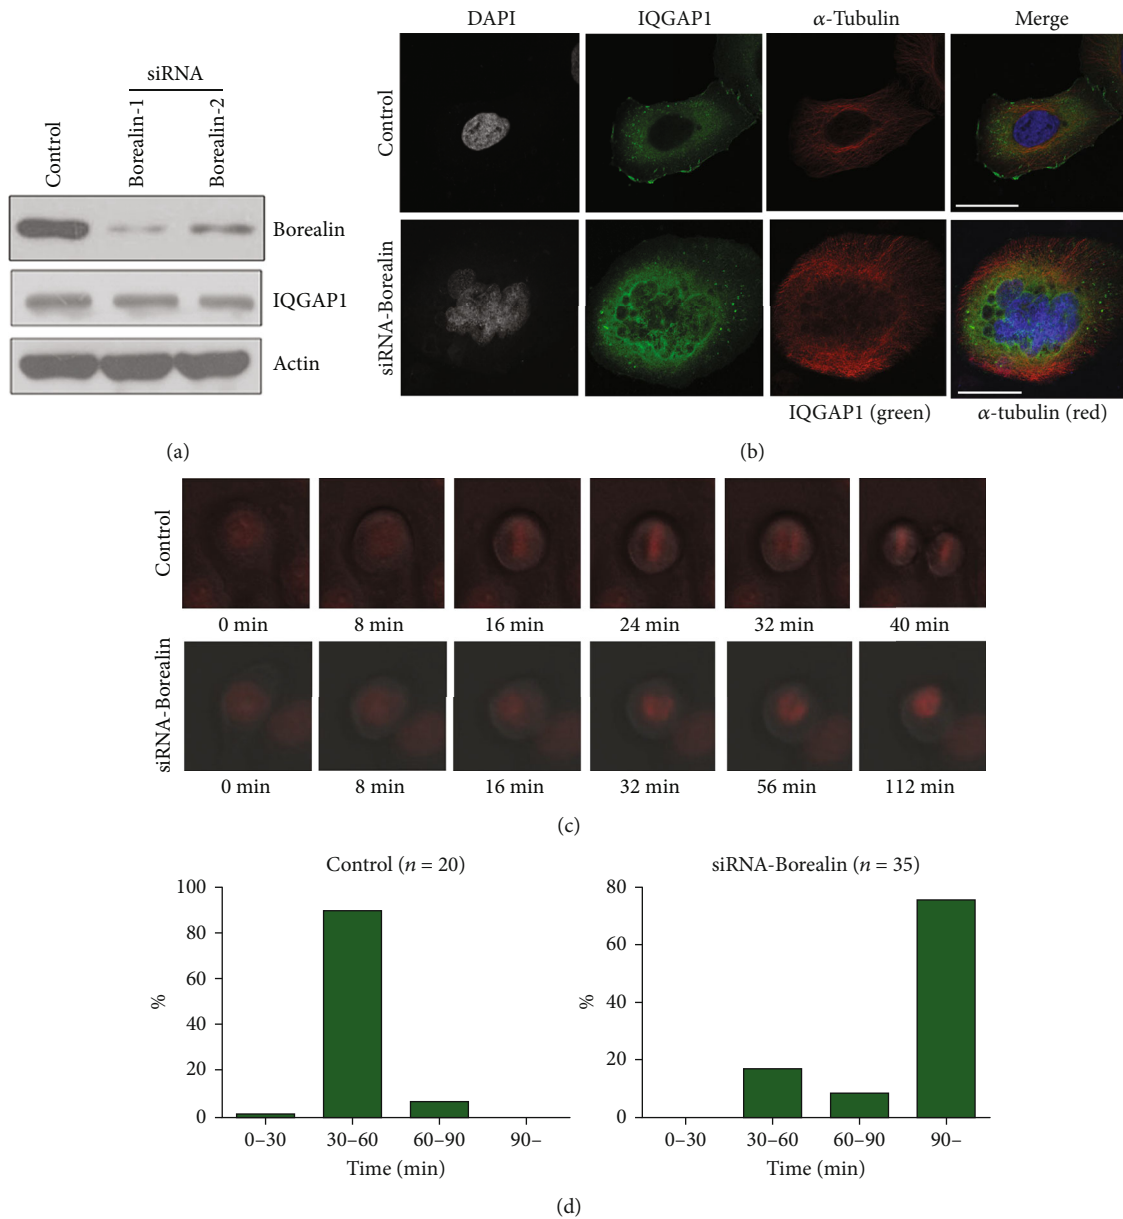 siRNA
Control
Borealin-1
Borealin-2
Borealin
IQGAP1
Actin
(a)
DAPI
IQGAP1
α-Tubulin
Merge
Control
siRNA-Borealin
IQGAP1 (green)
α-tubulin (red)
(b)
Control
0 min
8 min
16 min
24 min
32 min
40 min
siRNA-Borealin
0 min
8 min
16 min
32 min
56 min
112 min
(c)
Control (n = 20)
%
100
80
60
40
20
0
0–30
30–60
60–90
90–
Time (min)
siRNA-Borealin (n = 35)
%
80
60
40
20
0
0–30
30–60
60–90
90–
Time (min)
(d)